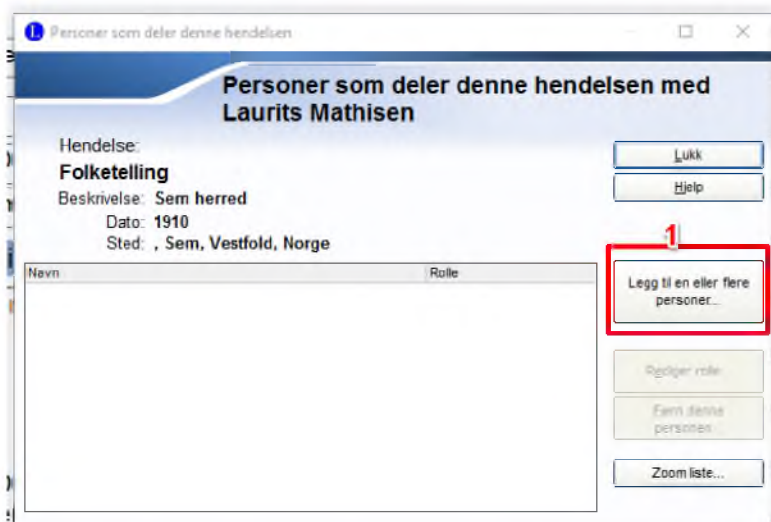 Personer som deler denne hendelsen
Personer som deler denne hendelsen med
Laurits Mathisen
Hendelse:
Folketelling
Beskrivelse: Sem herred
Dato: 1910
Sted: , Sem, Vestfold, Norge
Lukk
Hjelp
1
Navn Rolle
Legg til en eller flere
personer...
Rediger rolle
Fjern denne
personen...
Zoom liste...